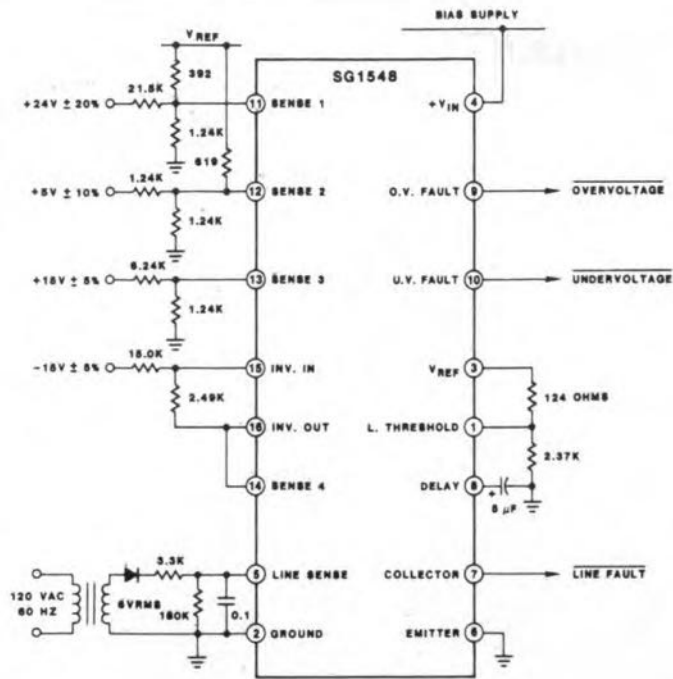 BIAS SUPPLY
VREF
SG1548
392
21.5K
+24V ± 20%
11 SENSE 1
+VIN 4
1.24K
619
1.24K
+5V ± 10%
12 SENSE 2
O.V. FAULT 9
OVERVOLTAGE
1.24K
6.24K
+15V ± 5%
13 SENSE 3
U.V. FAULT 10
UNDERVOLTAGE
1.24K
15.0K
-15V ± 5%
15 INV. IN
VREF 3
124 OHMS
2.49K
16 INV. OUT
L. THRESHOLD 1
2.37K
14 SENSE 4
DELAY 8
+
5 µF
3.3K
5 LINE SENSE
COLLECTOR 7
LINE FAULT
120 VAC
60 HZ
6VRMS
180K
0.1
2 GROUND
EMITTER 6